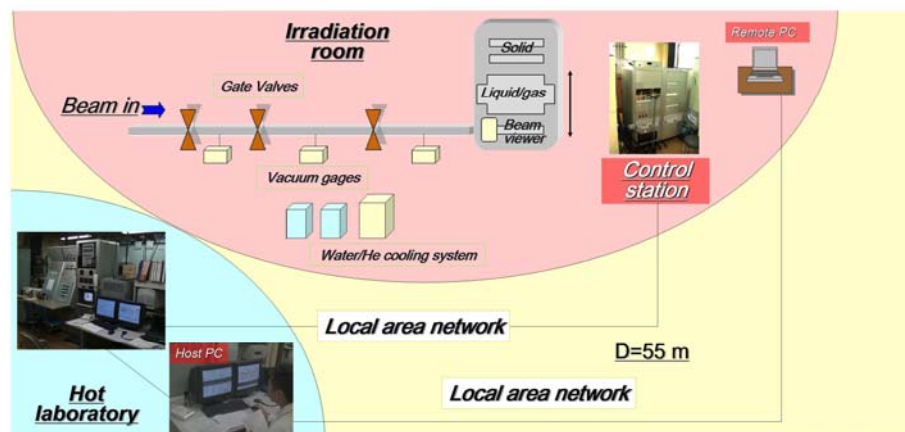 Irradiation
room
Remote PC
Solid
Gate Valves
Liquid/gas
Beam in
Beam
viewer
Vacuum gages
Control
station
Water/He cooling system
Local area network
Host PC
D=55 m
Hot
laboratory
Local area network